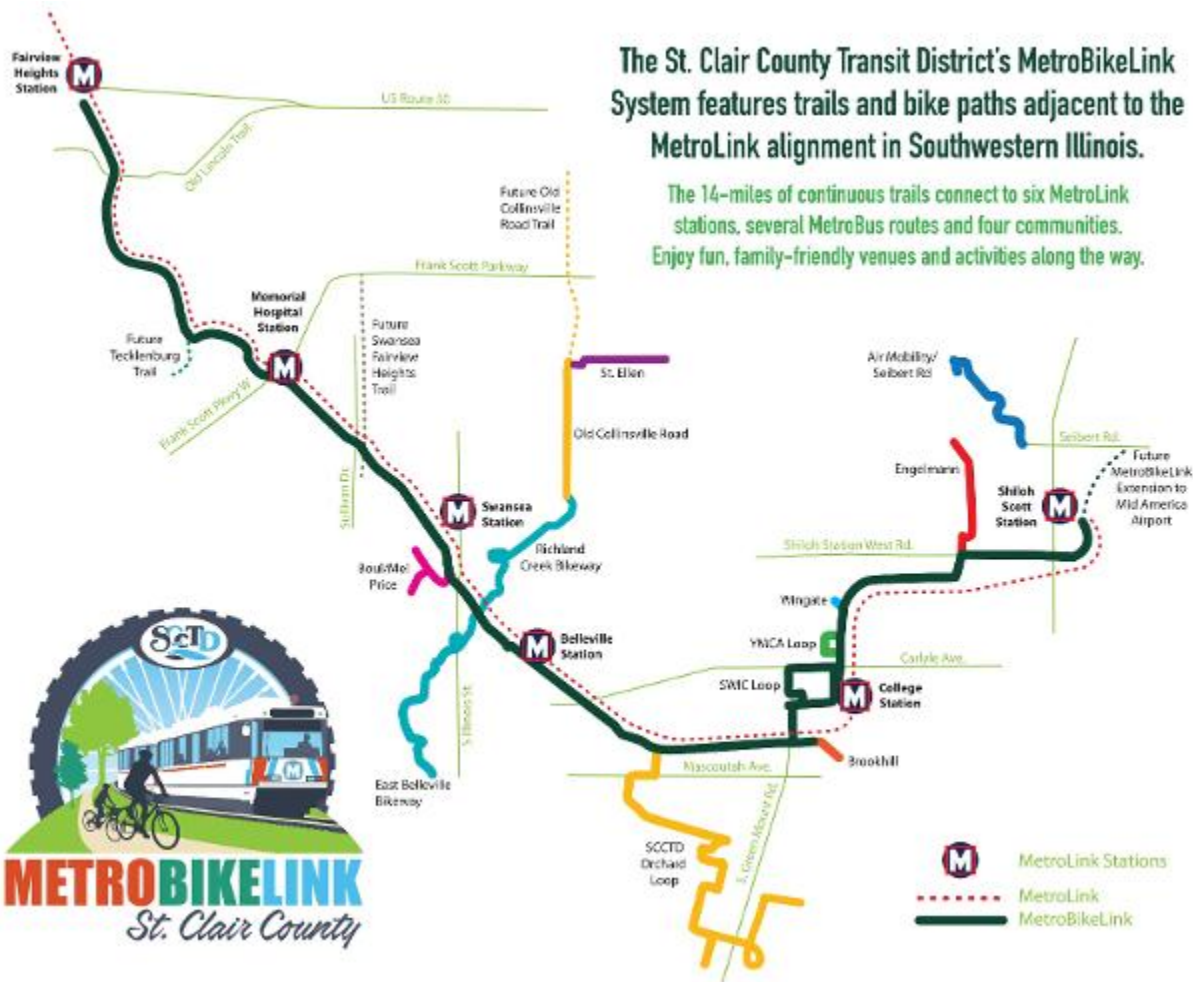 The St. Clair County Transit District's MetroBikeLink
System features trails and bike paths adjacent to the
MetroLink alignment in Southwestern Illinois.
The 14-miles of continuous trails connect to six MetroLink
stations, several MetroBus routes and four communities.
Enjoy fun, family-friendly venues and activities along the way.
Fairview
Heights
Station
M
US Route 50
Old Lincoln Trail
Future Old
Collinsville
Road Trail
Frank Scott Parkway
Memorial
Hospital
Station
M
Future
Tecklenburg
Trail
Frank Scott Pkwy W
Future
Swansea
Fairview
Heights
Trail
Sullivan Dr.
St. Ellen
Old Collinsville Road
Air Mobility/
Seibert Rd
Seibert Rd.
Engelmann
Future
MetroBikeLink
Extension to
Mid America
Airport
Shiloh
Scott
Station
M
Swansea
Station
M
Richland
Creek Bikeway
Shiloh Station West Rd.
Boul/Mel
Price
Wingate
YMCA Loop
Carlyle Ave.
SWIC Loop
College
Station
M
Belleville
Station
M
S Illinois St.
East Belleville
Bikeway
Mascoutah Ave.
Brookhill
S. Green Mount Rd.
SCCTD
Orchard
Loop
M
MetroLink Stations
MetroLink
MetroBikeLink
SCCTD
M
METROBIKELINK
St. Clair County